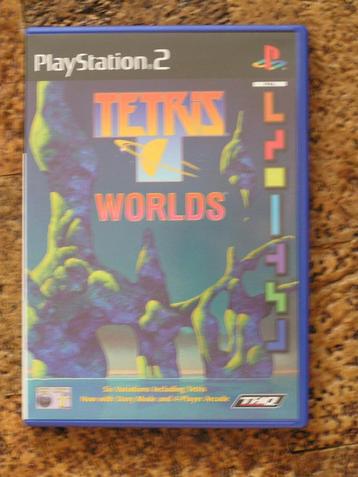 PlayStation®2
TETRIS
WORLDS
Six Variations Including Tetris
Now with Story Mode and 4 Player Arcade
THQ